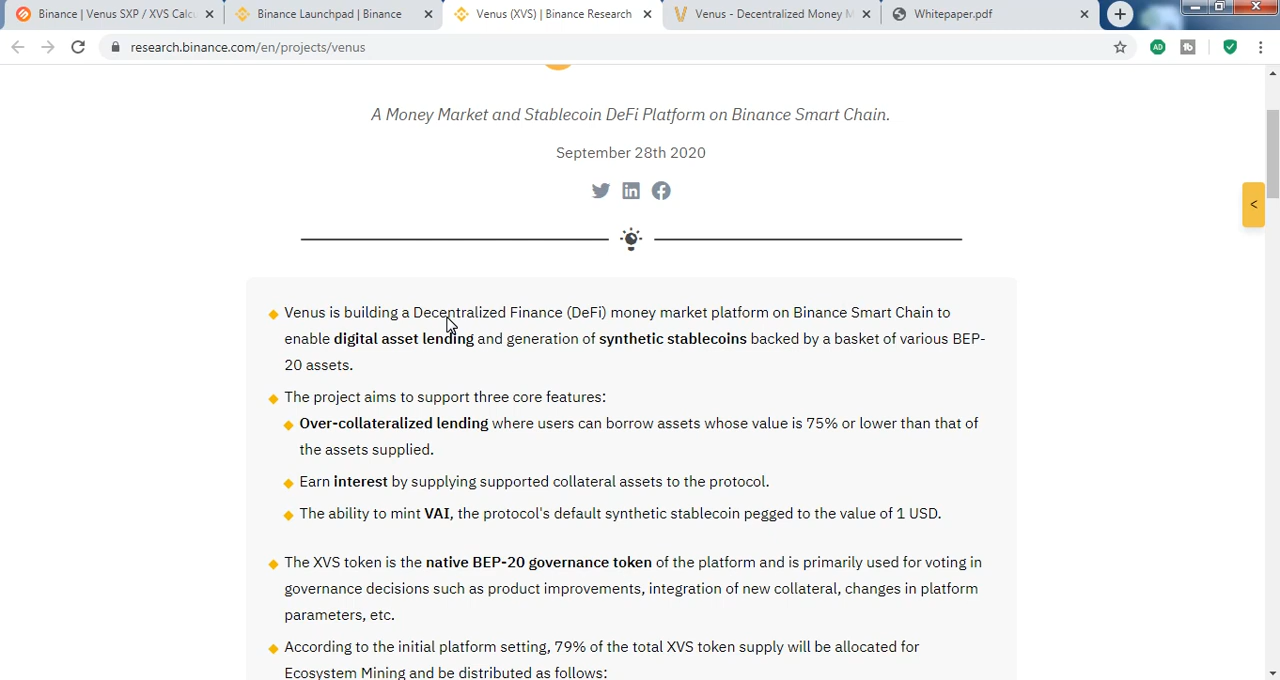 Binance | Venus SXP / XVS Calc
Binance Launchpad | Binance
Venus (XVS) | Binance Research
Venus - Decentralized Money M
Whitepaper.pdf
research.binance.com/en/projects/venus
A Money Market and Stablecoin DeFi Platform on Binance Smart Chain.
September 28th 2020
Venus is building a Decentralized Finance (DeFi) money market platform on Binance Smart Chain to
enable digital asset lending and generation of synthetic stablecoins backed by a basket of various BEP-
20 assets.
The project aims to support three core features:
Over-collateralized lending where users can borrow assets whose value is 75% or lower than that of
the assets supplied.
Earn interest by supplying supported collateral assets to the protocol.
The ability to mint VAI, the protocol's default synthetic stablecoin pegged to the value of 1 USD.
The XVS token is the native BEP-20 governance token of the platform and is primarily used for voting in
governance decisions such as product improvements, integration of new collateral, changes in platform
parameters, etc.
According to the initial platform setting, 79% of the total XVS token supply will be allocated for
Ecosystem Mining and be distributed as follows: